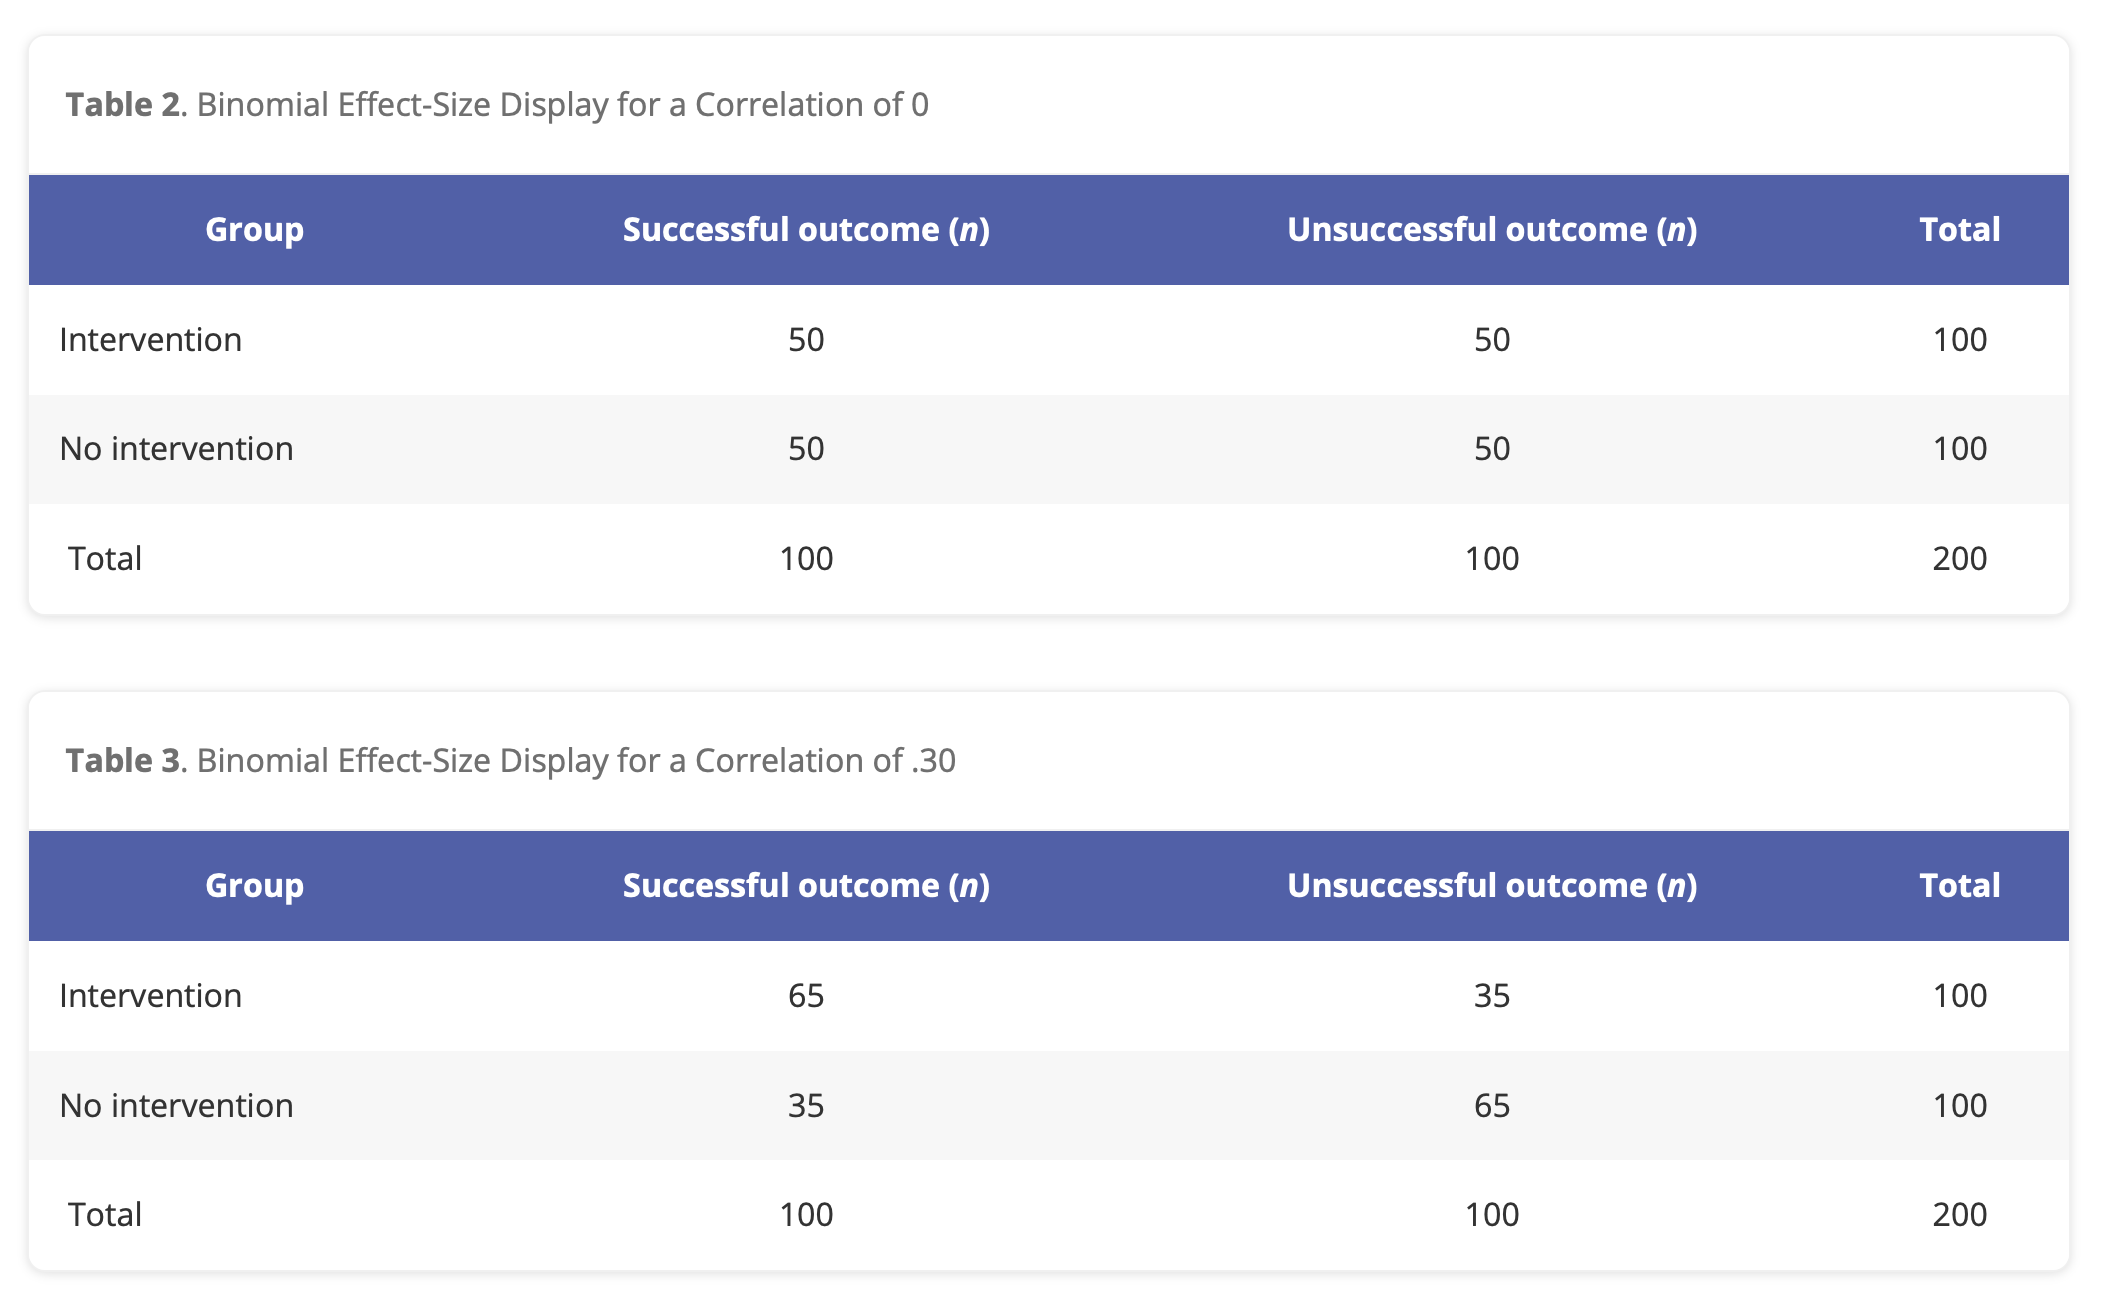 Table 2. Binomial Effect-Size Display for a Correlation of 0
Group Successful outcome (n) Unsuccessful outcome (n) Total
Intervention 50 50 100
No intervention 50 50 100
Total 100 100 200
Table 3. Binomial Effect-Size Display for a Correlation of .30
Group Successful outcome (n) Unsuccessful outcome (n) Total
Intervention 65 35 100
No intervention 35 65 100
Total 100 100 200